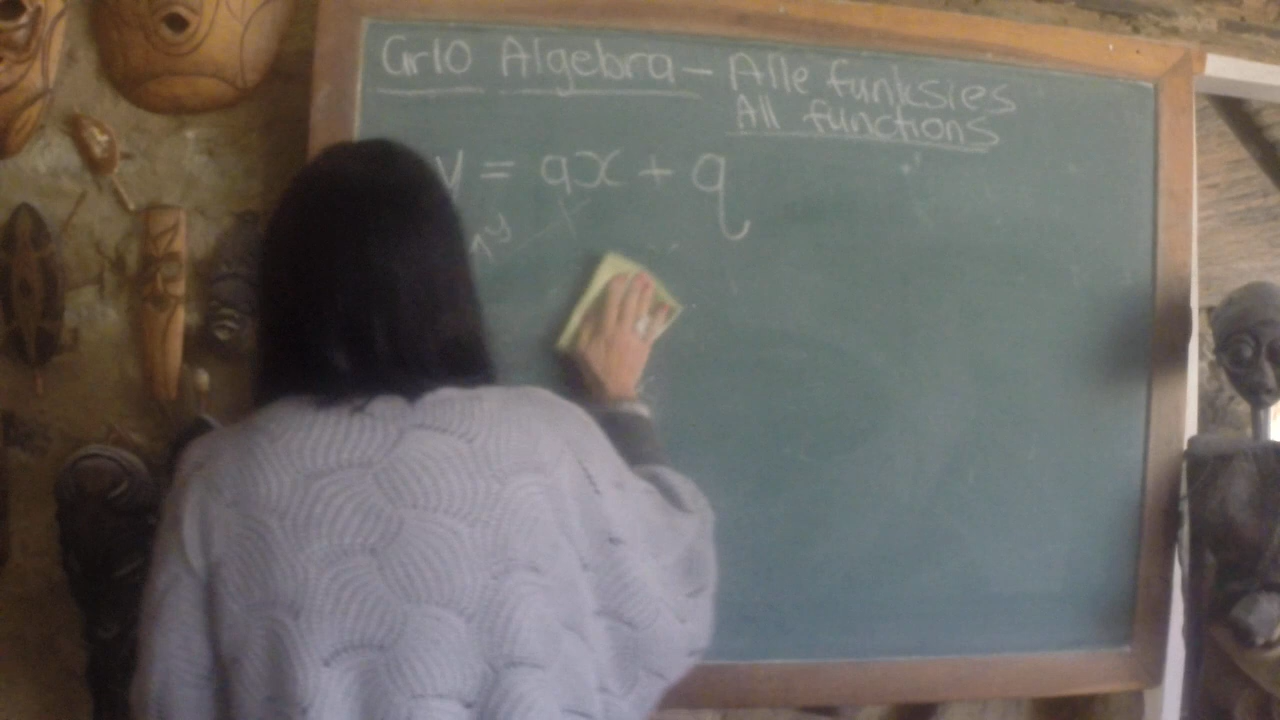 Gr10 Algebra - Alle funksies
All functions
y = ax + q
y